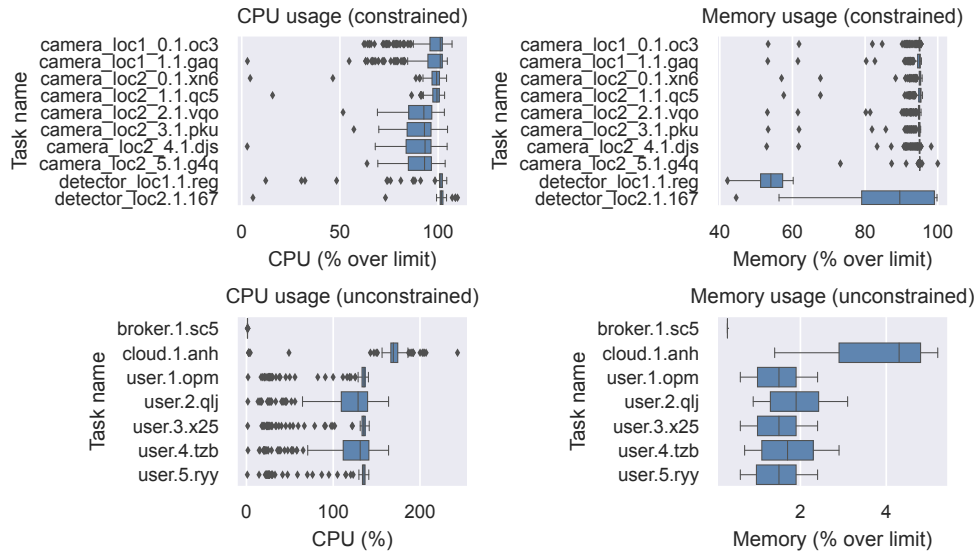 CPU usage (constrained)
Task name
camera_loc1_0.1.oc3
camera_loc1_1.1.gaq
camera_loc2_0.1.xn6
camera_loc2_1.1.qc5
camera_loc2_2.1.vqo
camera_loc2_3.1.pku
camera_loc2_4.1.djs
camera_loc2_5.1.g4q
detector_loc1.1.reg
detector_loc2.1.167
0 50 100
CPU (% over limit)
Memory usage (constrained)
Task name
camera_loc1_0.1.oc3
camera_loc1_1.1.gaq
camera_loc2_0.1.xn6
camera_loc2_1.1.qc5
camera_loc2_2.1.vqo
camera_loc2_3.1.pku
camera_loc2_4.1.djs
camera_loc2_5.1.g4q
detector_loc1.1.reg
detector_loc2.1.167
40 60 80 100
Memory (% over limit)
CPU usage (unconstrained)
Task name
broker.1.sc5
cloud.1.anh
user.1.opm
user.2.qlj
user.3.x25
user.4.tzb
user.5.ryy
0 100 200
CPU (%)
Memory usage (unconstrained)
Task name
broker.1.sc5
cloud.1.anh
user.1.opm
user.2.qlj
user.3.x25
user.4.tzb
user.5.ryy
2 4
Memory (% over limit)